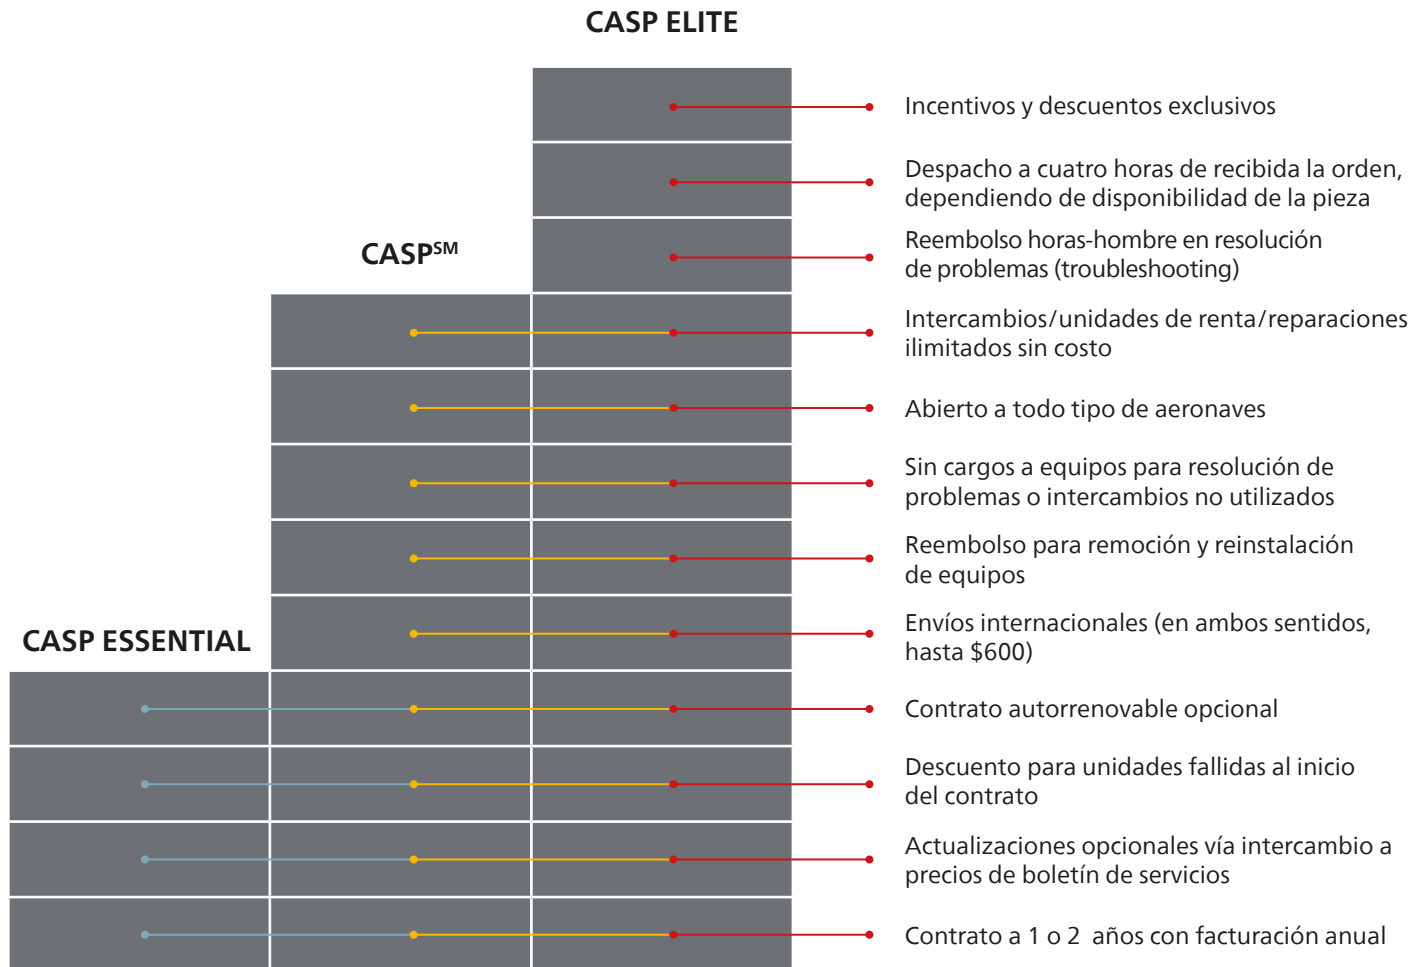 CASP ELITE
Incentivos y descuentos exclusivos
Despacho a cuatro horas de recibida la orden,
dependiendo de disponibilidad de la pieza
CASPSM
Reembolso horas-hombre en resolución
de problemas (troubleshooting)
Intercambios/unidades de renta/reparaciones
ilimitados sin costo
Abierto a todo tipo de aeronaves
Sin cargos a equipos para resolución de
problemas o intercambios no utilizados
Reembolso para remoción y reinstalación
de equipos
CASP ESSENTIAL
Envíos internacionales (en ambos sentidos,
hasta $600)
Contrato autorrenovable opcional
Descuento para unidades fallidas al inicio
del contrato
Actualizaciones opcionales vía intercambio a
precios de boletín de servicios
Contrato a 1 o 2 años con facturación anual